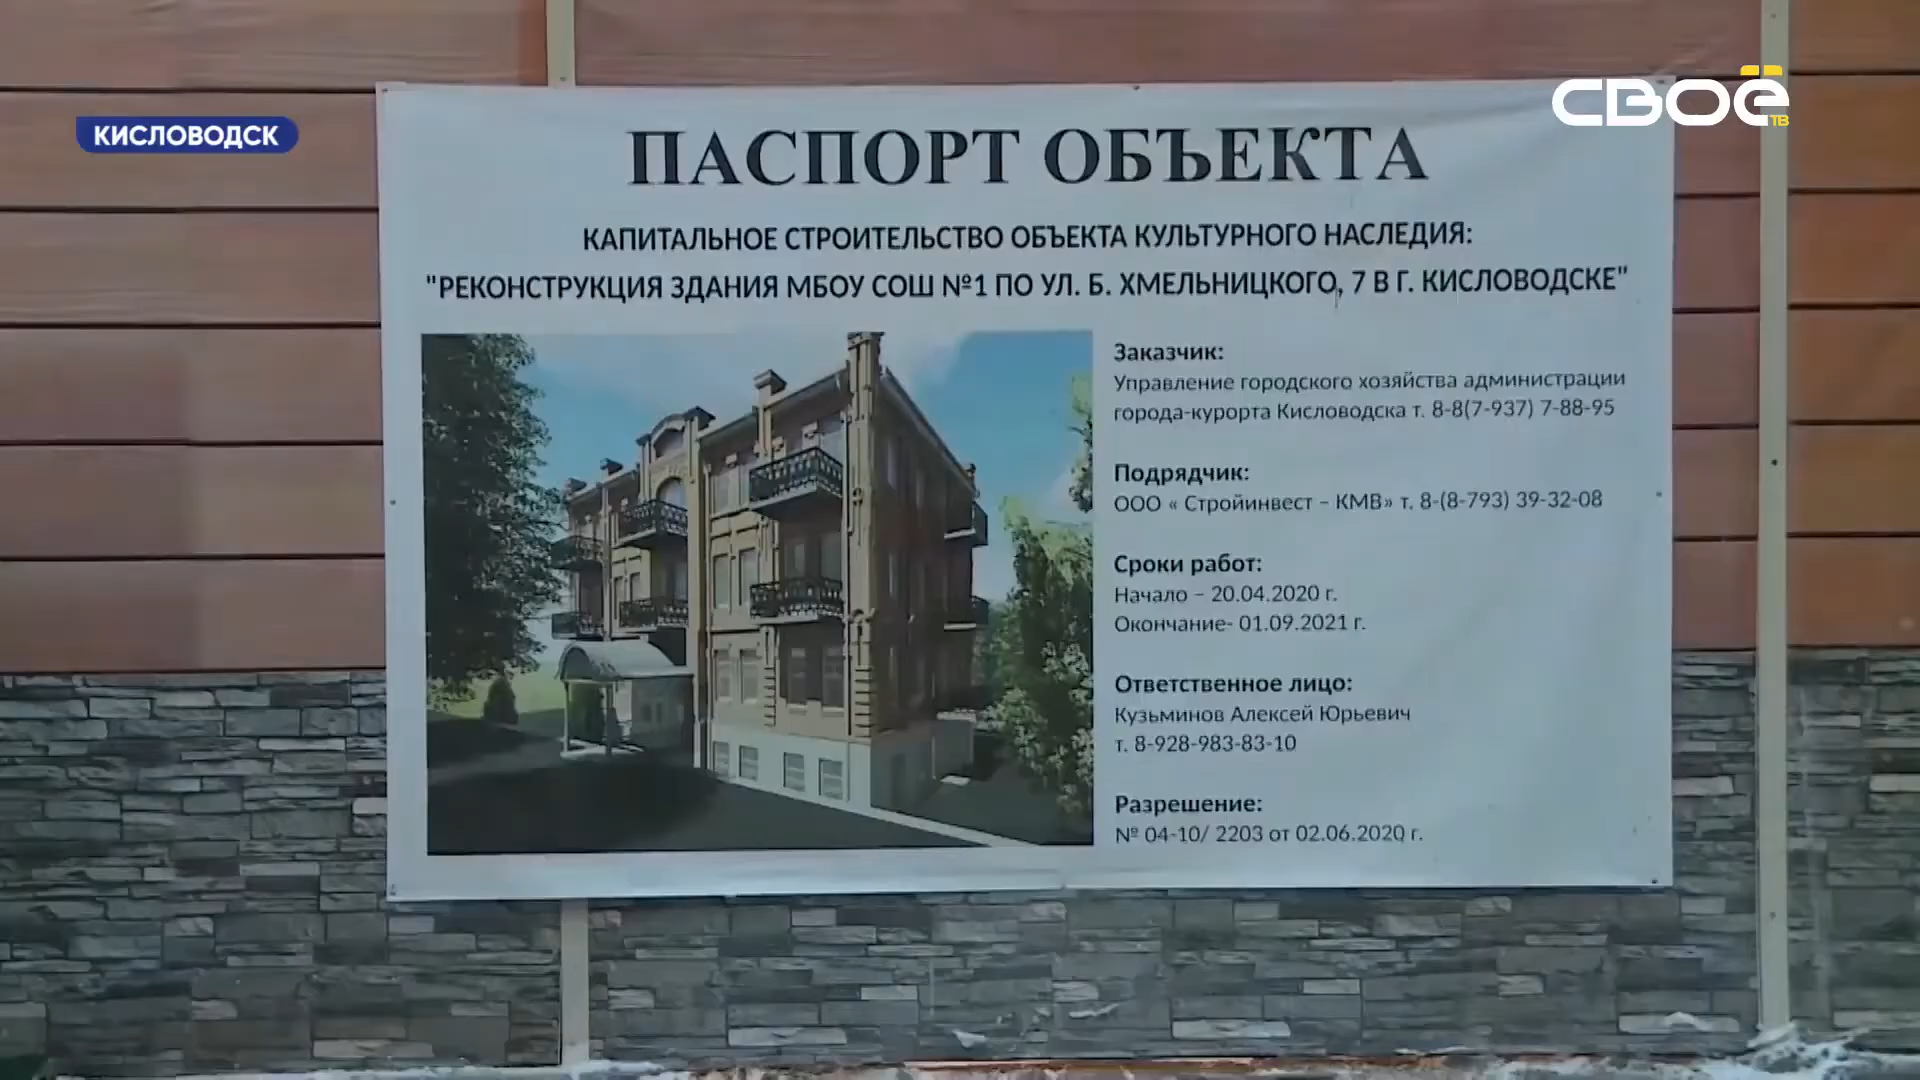 КИСЛОВОДСК
СВОЁ
ТВ
ПАСПОРТ ОБЪЕКТА
КАПИТАЛЬНОЕ СТРОИТЕЛЬСТВО ОБЪЕКТА КУЛЬТУРНОГО НАСЛЕДИЯ:
"РЕКОНСТРУКЦИЯ ЗДАНИЯ МБОУ СОШ №1 ПО УЛ. Б. ХМЕЛЬНИЦКОГО, 7 В Г. КИСЛОВОДСКЕ"
Заказчик:
Управление городского хозяйства администрации
города-курорта Кисловодска т. 8-8(7-937) 7-88-95
Подрядчик:
ООО « Стройинвест – КМВ» т. 8-(8-793) 39-32-08
Сроки работ:
Начало – 20.04.2020 г.
Окончание- 01.09.2021 г.
Ответственное лицо:
Кузьминов Алексей Юрьевич
т. 8-928-983-83-10
Разрешение:
№ 04-10/ 2203 от 02.06.2020 г.